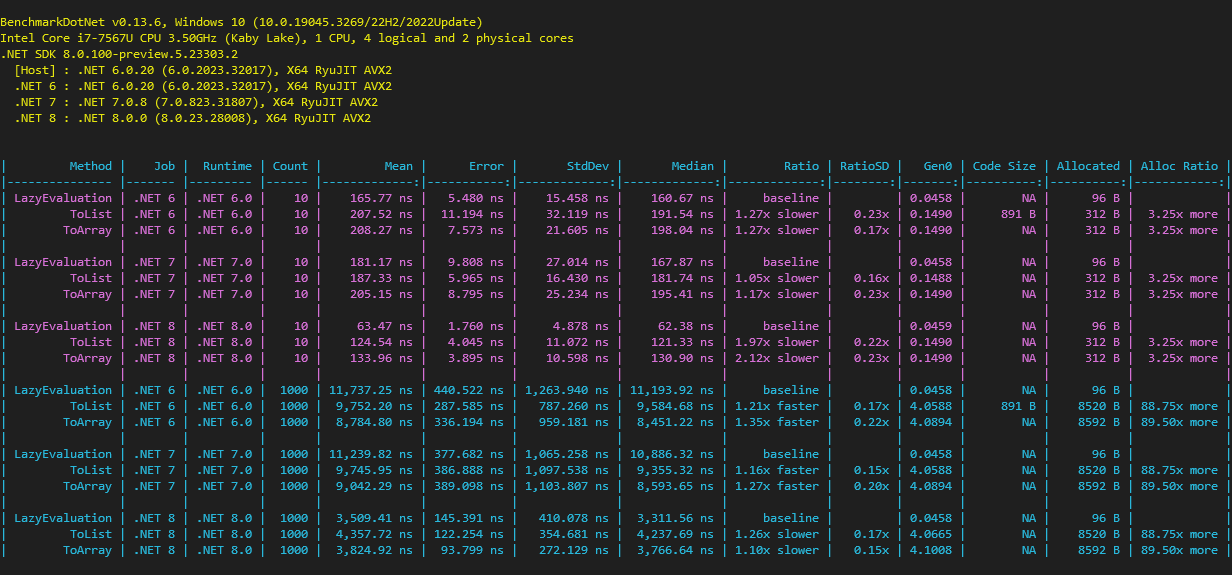 BenchmarkDotNet v0.13.6, Windows 10 (10.0.19045.3269/22H2/2022Update)
Intel Core i7-7567U CPU 3.50GHz (Kaby Lake), 1 CPU, 4 logical and 2 physical cores
.NET SDK 8.0.100-preview.5.23303.2
  [Host] : .NET 6.0.20 (6.0.2023.32017), X64 RyuJIT AVX2
  .NET 6 : .NET 6.0.20 (6.0.2023.32017), X64 RyuJIT AVX2
  .NET 7 : .NET 7.0.8 (7.0.823.31807), X64 RyuJIT AVX2
  .NET 8 : .NET 8.0.0 (8.0.23.28008), X64 RyuJIT AVX2
| Method | Job | Runtime | Count | Mean | Error | StdDev | Median | Ratio | RatioSD | Gen0 | Code Size | Allocated | Alloc Ratio |
|--------------- |------- |--------- |------ |-------------:|-----------:|-------------:|-------------:|-------------:|--------:|-------:|----------:|----------:|------------:|
| LazyEvaluation | .NET 6 | .NET 6.0 | 10 | 165.77 ns | 5.480 ns | 15.458 ns | 160.67 ns | baseline | | 0.0458 | NA | 96 B | |
| ToList | .NET 6 | .NET 6.0 | 10 | 207.52 ns | 11.194 ns | 32.119 ns | 191.54 ns | 1.27x slower | 0.23x | 0.1490 | 891 B | 312 B | 3.25x more |
| ToArray | .NET 6 | .NET 6.0 | 10 | 208.27 ns | 7.573 ns | 21.605 ns | 198.04 ns | 1.27x slower | 0.17x | 0.1490 | NA | 312 B | 3.25x more |
| | | | | | | | | | | | | | |
| LazyEvaluation | .NET 7 | .NET 7.0 | 10 | 181.17 ns | 9.808 ns | 27.014 ns | 167.87 ns | baseline | | 0.0458 | NA | 96 B | |
| ToList | .NET 7 | .NET 7.0 | 10 | 187.33 ns | 5.965 ns | 16.430 ns | 181.74 ns | 1.05x slower | 0.16x | 0.1488 | NA | 312 B | 3.25x more |
| ToArray | .NET 7 | .NET 7.0 | 10 | 205.15 ns | 8.795 ns | 25.234 ns | 195.41 ns | 1.17x slower | 0.23x | 0.1490 | NA | 312 B | 3.25x more |
| | | | | | | | | | | | | | |
| LazyEvaluation | .NET 8 | .NET 8.0 | 10 | 63.47 ns | 1.760 ns | 4.878 ns | 62.38 ns | baseline | | 0.0459 | NA | 96 B | |
| ToList | .NET 8 | .NET 8.0 | 10 | 124.54 ns | 4.045 ns | 11.072 ns | 121.33 ns | 1.97x slower | 0.22x | 0.1490 | NA | 312 B | 3.25x more |
| ToArray | .NET 8 | .NET 8.0 | 10 | 133.96 ns | 3.895 ns | 10.598 ns | 130.90 ns | 2.12x slower | 0.23x | 0.1490 | NA | 312 B | 3.25x more |
| | | | | | | | | | | | | | |
| LazyEvaluation | .NET 6 | .NET 6.0 | 1000 | 11,737.25 ns | 440.522 ns | 1,263.940 ns | 11,193.92 ns | baseline | | 0.0458 | NA | 96 B | |
| ToList | .NET 6 | .NET 6.0 | 1000 | 9,752.20 ns | 287.585 ns | 787.260 ns | 9,584.68 ns | 1.21x faster | 0.17x | 4.0588 | 891 B | 8520 B | 88.75x more |
| ToArray | .NET 6 | .NET 6.0 | 1000 | 8,784.80 ns | 336.194 ns | 959.181 ns | 8,451.22 ns | 1.35x faster | 0.22x | 4.0894 | NA | 8592 B | 89.50x more |
| | | | | | | | | | | | | | |
| LazyEvaluation | .NET 7 | .NET 7.0 | 1000 | 11,239.82 ns | 377.682 ns | 1,065.258 ns | 10,886.32 ns | baseline | | 0.0458 | NA | 96 B | |
| ToList | .NET 7 | .NET 7.0 | 1000 | 9,745.95 ns | 386.888 ns | 1,097.538 ns | 9,355.32 ns | 1.16x faster | 0.15x | 4.0588 | NA | 8520 B | 88.75x more |
| ToArray | .NET 7 | .NET 7.0 | 1000 | 9,042.29 ns | 389.098 ns | 1,103.807 ns | 8,593.65 ns | 1.27x faster | 0.20x | 4.0894 | NA | 8592 B | 89.50x more |
| | | | | | | | | | | | | | |
| LazyEvaluation | .NET 8 | .NET 8.0 | 1000 | 3,509.41 ns | 145.391 ns | 410.078 ns | 3,311.56 ns | baseline | | 0.0458 | NA | 96 B | |
| ToList | .NET 8 | .NET 8.0 | 1000 | 4,357.72 ns | 122.254 ns | 354.681 ns | 4,237.69 ns | 1.26x slower | 0.17x | 4.0665 | NA | 8520 B | 88.75x more |
| ToArray | .NET 8 | .NET 8.0 | 1000 | 3,824.92 ns | 93.799 ns | 272.129 ns | 3,766.64 ns | 1.10x slower | 0.15x | 4.1008 | NA | 8592 B | 89.50x more |